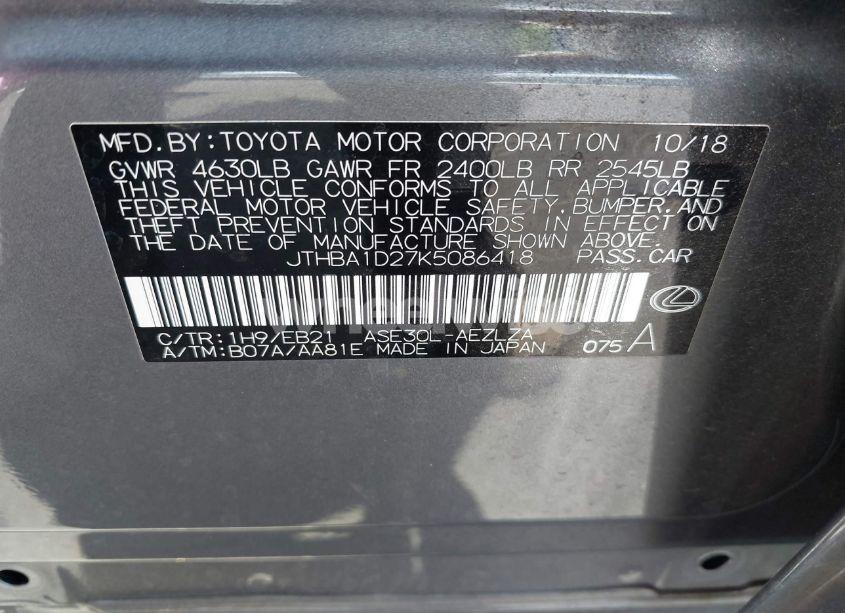 MFD.BY:TOYOTA MOTOR CORPORATION 10/18
GVWR 4630LB GAWR FR 2400LB RR 2545LB
THIS VEHICLE CONFORMS TO ALL APPLICABLE
FEDERAL MOTOR VEHICLE SAFETY,BUMPER,AND
THEFT PREVENTION STANDARDS IN EFFECT ON
THE DATE OF MANUFACTURE SHOWN ABOVE.
JTHBA1D27K5086418 PASS.CAR
C/TR:1H9/EB21 ASE30L-AEZLZA
A/TM:B07A/AA81E MADE IN JAPAN 075 A